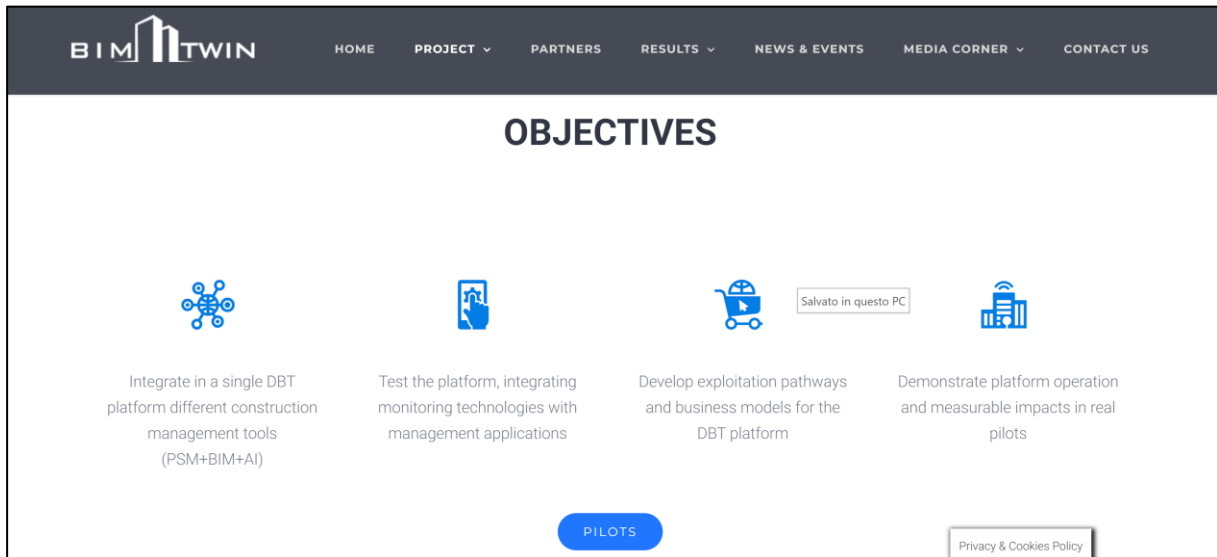 BIM TWIN
HOME PROJECT PARTNERS RESULTS NEWS & EVENTS MEDIA CORNER CONTACT US
OBJECTIVES
Salvato in questo PC
Integrate in a single DBT
platform different construction
management tools
(PSM+BIM+AI)
Test the platform, integrating
monitoring technologies with
management applications
Develop exploitation pathways
and business models for the
DBT platform
Demonstrate platform operation
and measurable impacts in real
pilots
PILOTS
Privacy & Cookies Policy